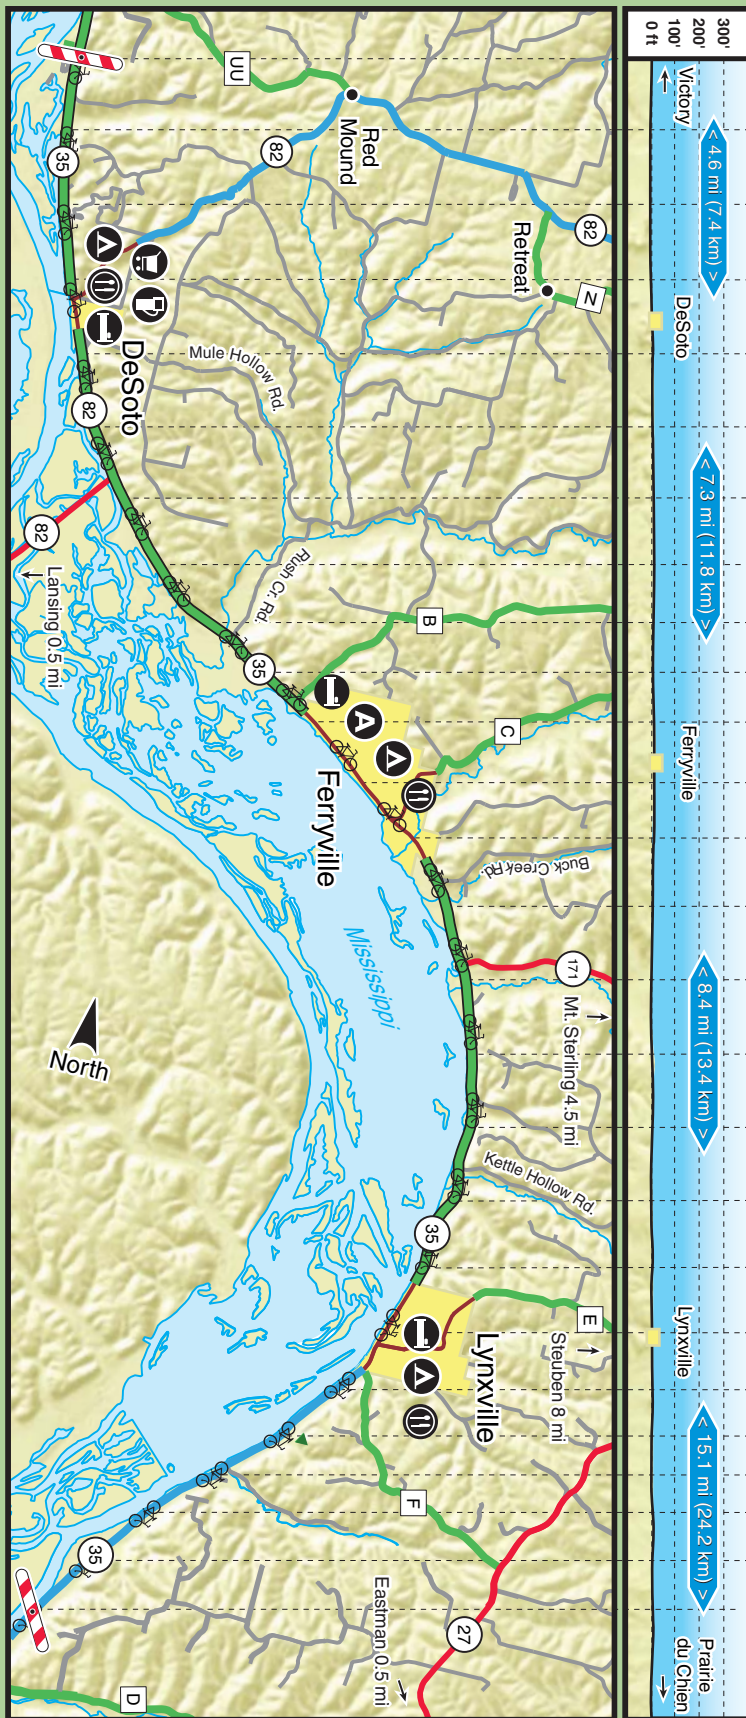 300'
200'
100'
0 ft
Victory
< 4.6 mi (7.4 km) >
DeSoto
< 7.3 mi (11.8 km) >
Ferryville
< 8.4 mi (13.4 km) >
Lynxville
< 15.1 mi (24.2 km) >
Prairie
du Chien
UU
82
Red
Mound
82
Retreat
N
35
DeSoto
Mule Hollow Rd.
82
82
Lansing 0.5 mi
Rush Cr. Rd.
B
35
C
A
Ferryville
Buck Creek Rd.
Mississippi
171
Mt. Sterling 4.5 mi
North
Kettle Hollow Rd.
35
E
Steuben 8 mi
Lynxville
F
35
27
Eastman 0.5 mi
D